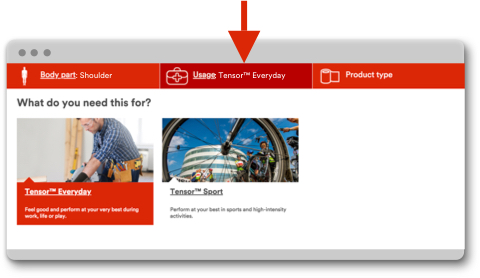 Body part: Shoulder
Usage: Tensor™ Everyday
Product type
What do you need this for?
Tensor™ Everyday
Feel good and perform at your very best during
work, life or play.
Tensor™ Sport
Perform at your best in sports and high-intensity
activities.